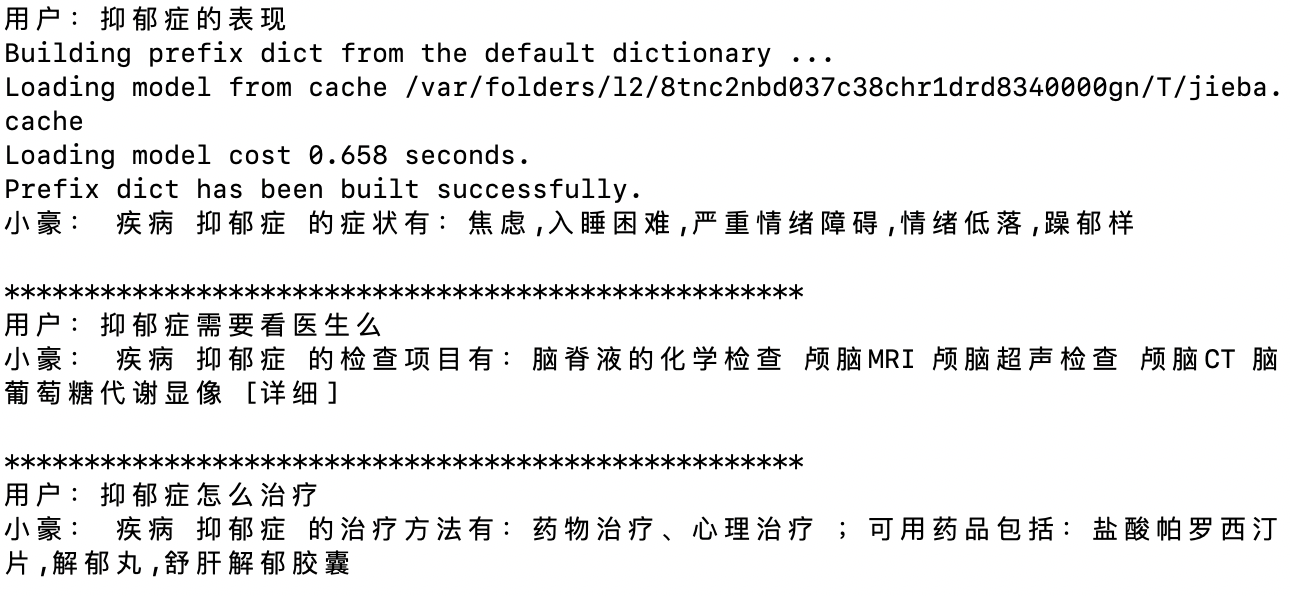 用户：抑郁症的表现
Building prefix dict from the default dictionary ...
Loading model from cache /var/folders/l2/8tnc2nbd037c38chr1drd8340000gn/T/jieba.
cache
Loading model cost 0.658 seconds.
Prefix dict has been built successfully.
小豪： 疾病 抑郁症 的症状有：焦虑,入睡困难,严重情绪障碍,情绪低落,躁郁样
**************************************************
用户：抑郁症需要看医生么
小豪： 疾病 抑郁症 的检查项目有：脑脊液的化学检查 颅脑MRI 颅脑超声检查 颅脑CT 脑
葡萄糖代谢显像 [详细]
**************************************************
用户：抑郁症怎么治疗
小豪： 疾病 抑郁症 的治疗方法有：药物治疗、心理治疗 ；可用药品包括：盐酸帕罗西汀
片,解郁丸,舒肝解郁胶囊